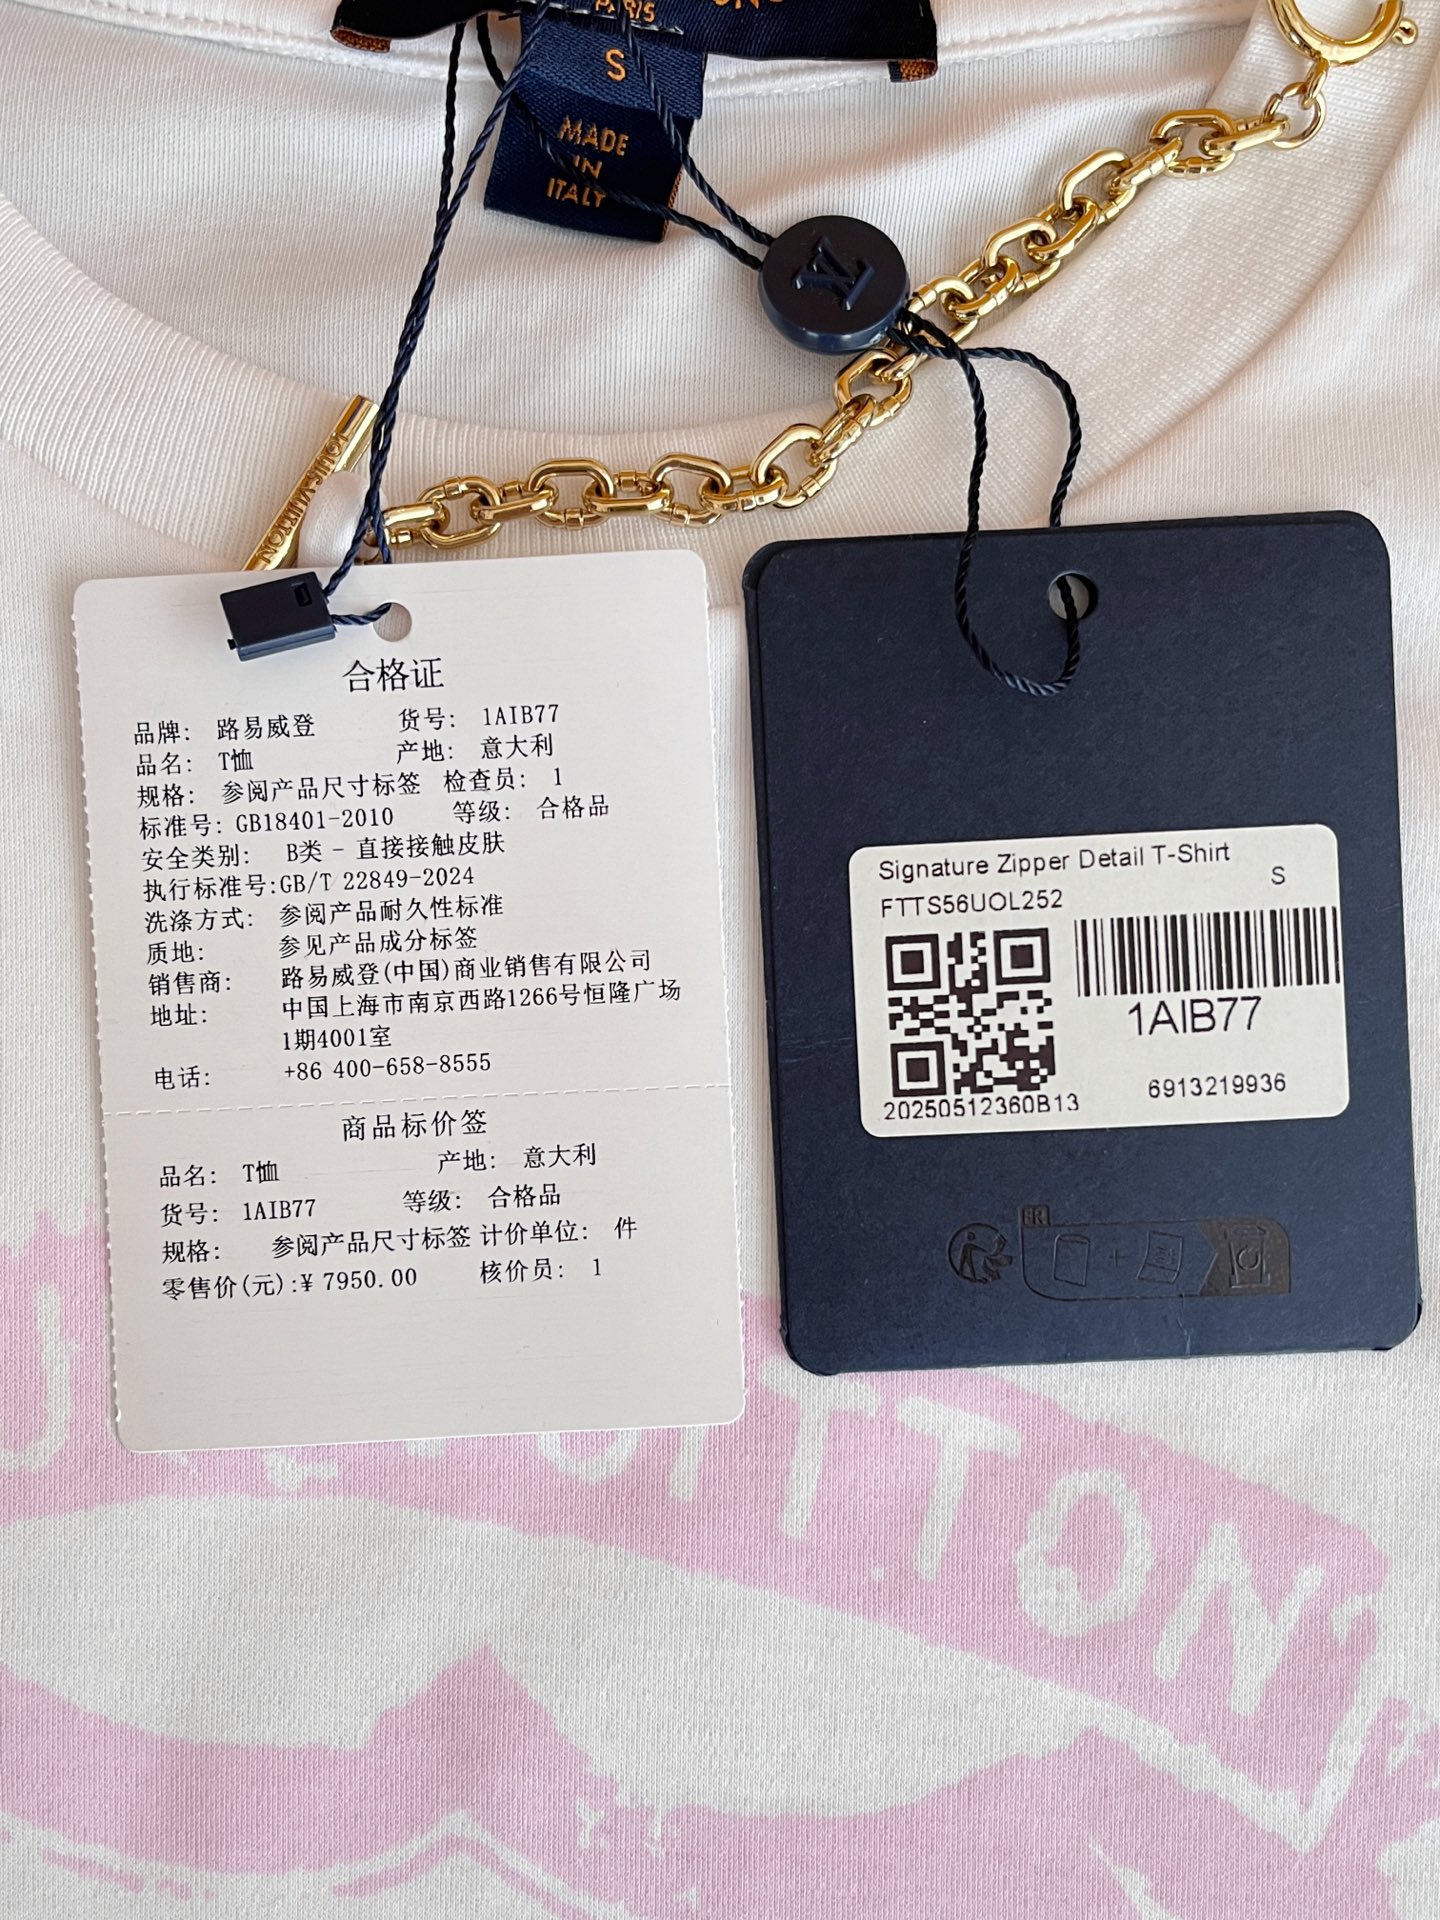 PARIS
S
MADE
IN
ITALY
LV
LOUIS VUITTON
合格证
品牌: 路易威登 货号: 1AIB77
品名: T恤 产地: 意大利
规格: 参阅产品尺寸标签 检查员: 1
标准号: GB18401-2010 等级: 合格品
安全类别: B类 - 直接接触皮肤
执行标准号:GB/T 22849-2024
洗涤方式: 参阅产品耐久性标准
质地: 参见产品成分标签
销售商: 路易威登(中国)商业销售有限公司
地址: 中国上海市南京西路1266号恒隆广场
1期4001室
电话: +86 400-658-8555
商品标价签
品名: T恤 产地: 意大利
货号: 1AIB77 等级: 合格品
规格: 参阅产品尺寸标签 计价单位: 件
零售价(元):¥ 7950.00 核价员: 1
Signature Zipper Detail T-Shirt
S
FTTS56UOL252
1AIB77
20250512360B13
6913219936
FR
UITTON